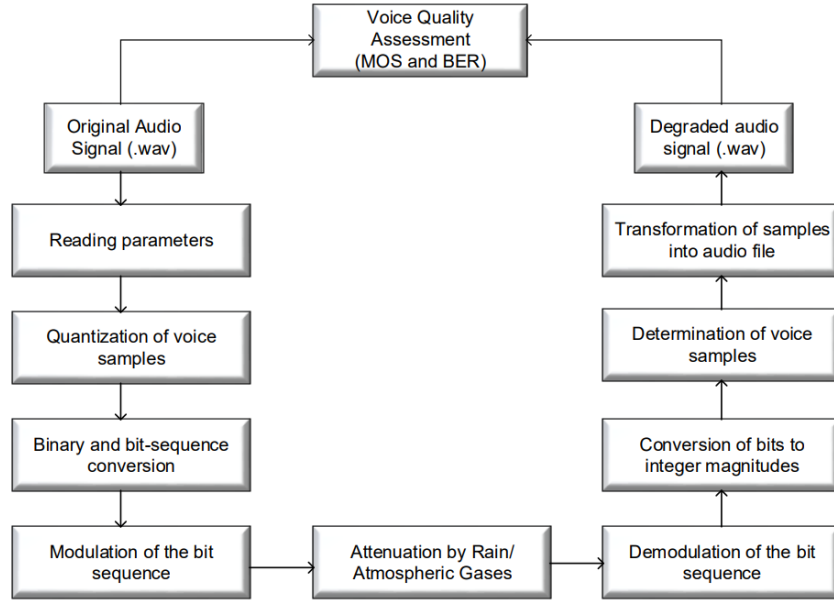 Voice Quality
Assessment
(MOS and BER)
Original Audio
Signal (.wav)
Degraded audio
signal (.wav)
Reading parameters
Transformation of samples
into audio file
Quantization of voice
samples
Determination of voice
samples
Binary and bit-sequence
conversion
Conversion of bits to
integer magnitudes
Modulation of the bit
sequence
Attenuation by Rain/
Atmospheric Gases
Demodulation of the bit
sequence